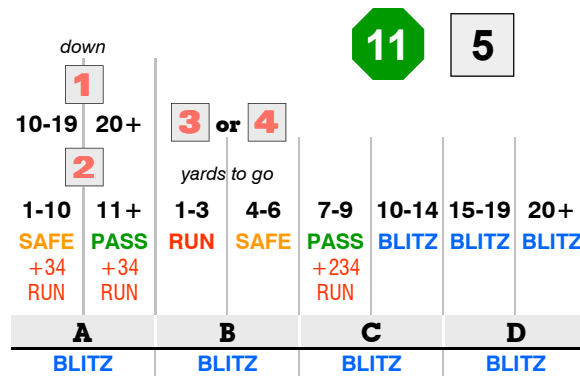 11 5
down
1
10-19 20+ 3 or 4
2 yards to go
1-10 11+ 1-3 4-6 7-9 10-14 15-19 20+
SAFE PASS RUN SAFE PASS BLITZ BLITZ BLITZ
+34 +34 +234
RUN RUN RUN
A B C D
BLITZ BLITZ BLITZ BLITZ